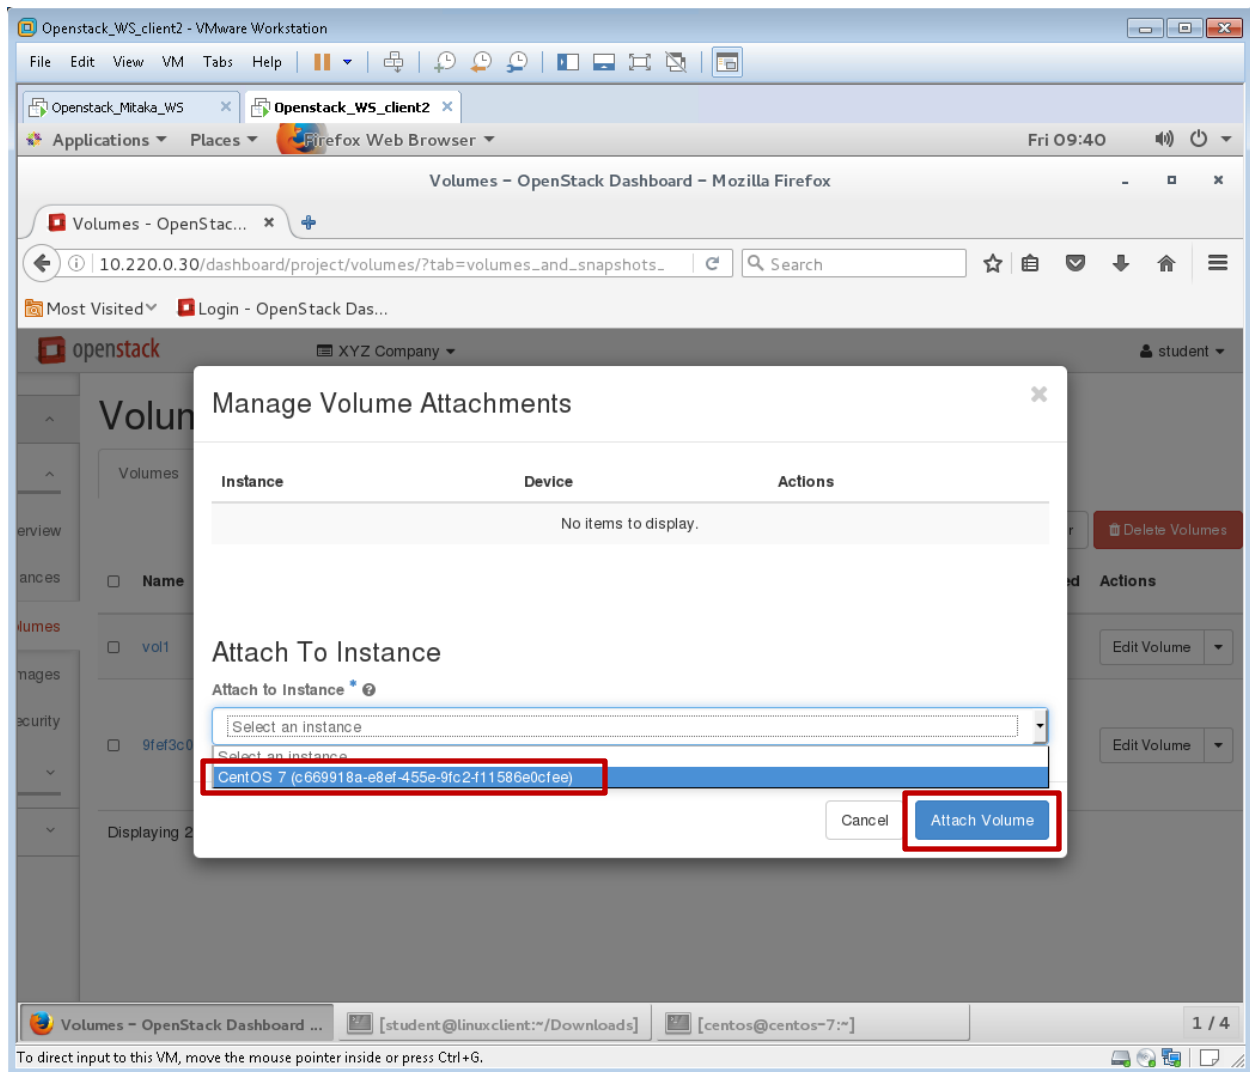 Openstack_WS_client2 - VMware Workstation
File Edit View VM Tabs Help
Openstack_Mitaka_WS Openstack_WS_client2
Applications Places Firefox Web Browser Fri 09:40
Volumes - OpenStack Dashboard - Mozilla Firefox
Volumes - OpenStac...
10.220.0.30/dashboard/project/volumes/?tab=volumes_and_snapshots_ Search
Most Visited Login - OpenStack Das...
openstack XYZ Company student
Manage Volume Attachments
Volum
Volumes
Instance Device Actions
No items to display.
erview r Delete Volumes
ances Name ed Actions
lumes
vol1 Edit Volume
Attach To Instance
mages
Attach to Instance *
ecurity
Select an instance
9fef3c0 Edit Volume
Select an instance
CentOS 7 (c669918a-e8ef-455e-9fc2-f11586e0cfee)
Cancel Attach Volume
Displaying 2
Volumes - OpenStack Dashboard ... [student@linuxclient:~/Downloads] [centos@centos-7:~] 1 / 4
To direct input to this VM, move the mouse pointer inside or press Ctrl+G.